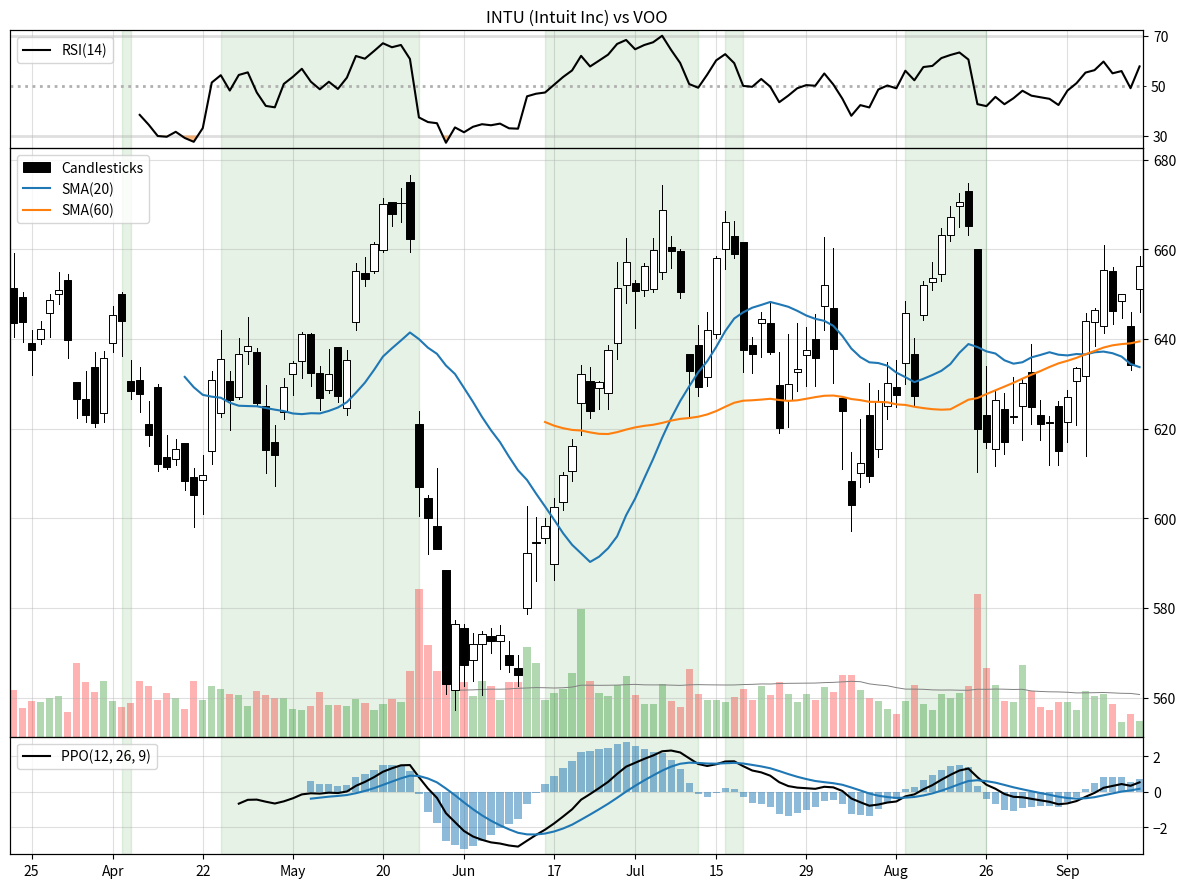 INTU (Intuit Inc) vs VOO
RSI(14)
70
50
30
Candlesticks
SMA(20)
SMA(60)
680
660
640
620
600
580
560
PPO(12, 26, 9)
2
0
−2
25 Apr 22 May 20 Jun 17 Jul 15 29 Aug 26 Sep